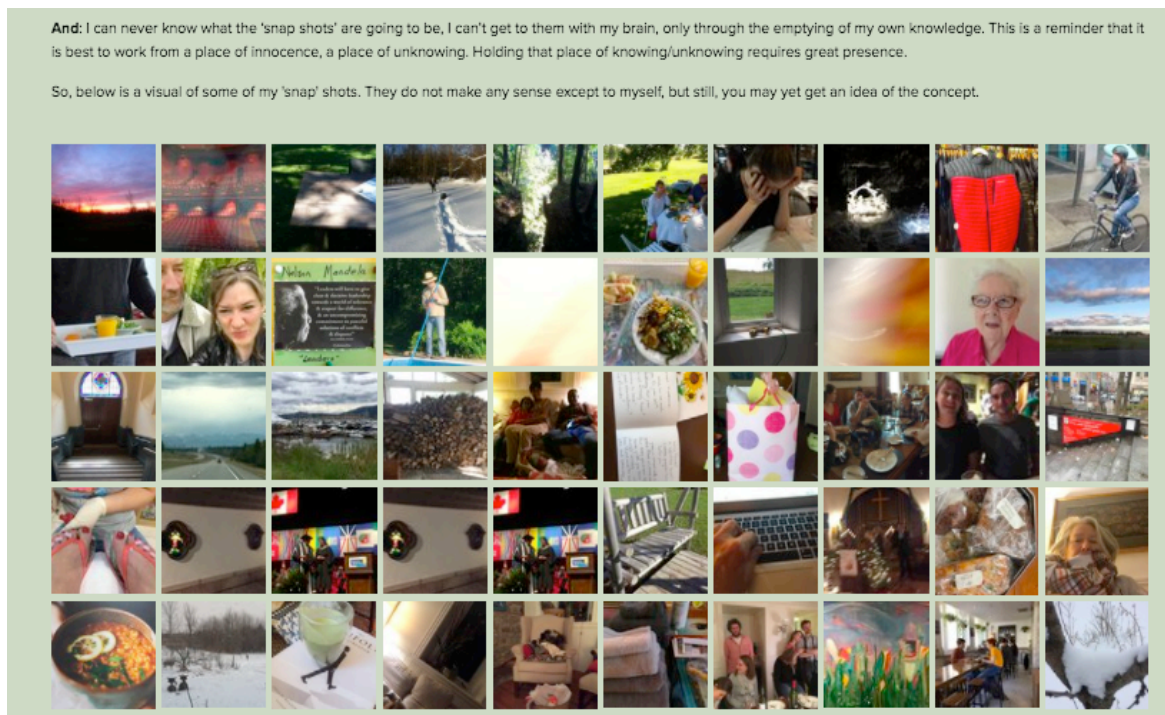 And: I can never know what the 'snap shots' are going to be, I can't get to them with my brain, only through the emptying of my own knowledge. This is a reminder that it
is best to work from a place of innocence, a place of unknowing. Holding that place of knowing/unknowing requires great presence.
So, below is a visual of some of my 'snap' shots. They do not make any sense except to myself, but still, you may yet get an idea of the concept.
Nelson Mandela
"Leaders"